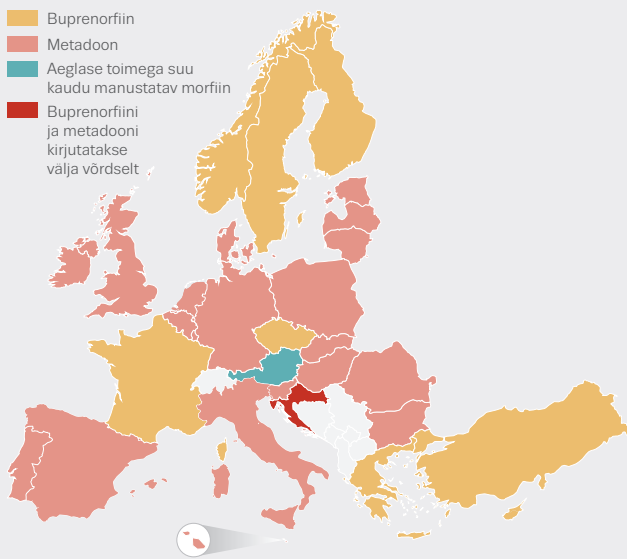 Buprenorfiin
Metadoon
Aeglase toimega suu
kaudu manustatav morfiin
Buprenorfiini
ja metadooni
kirjutatakse
välja võrdselt